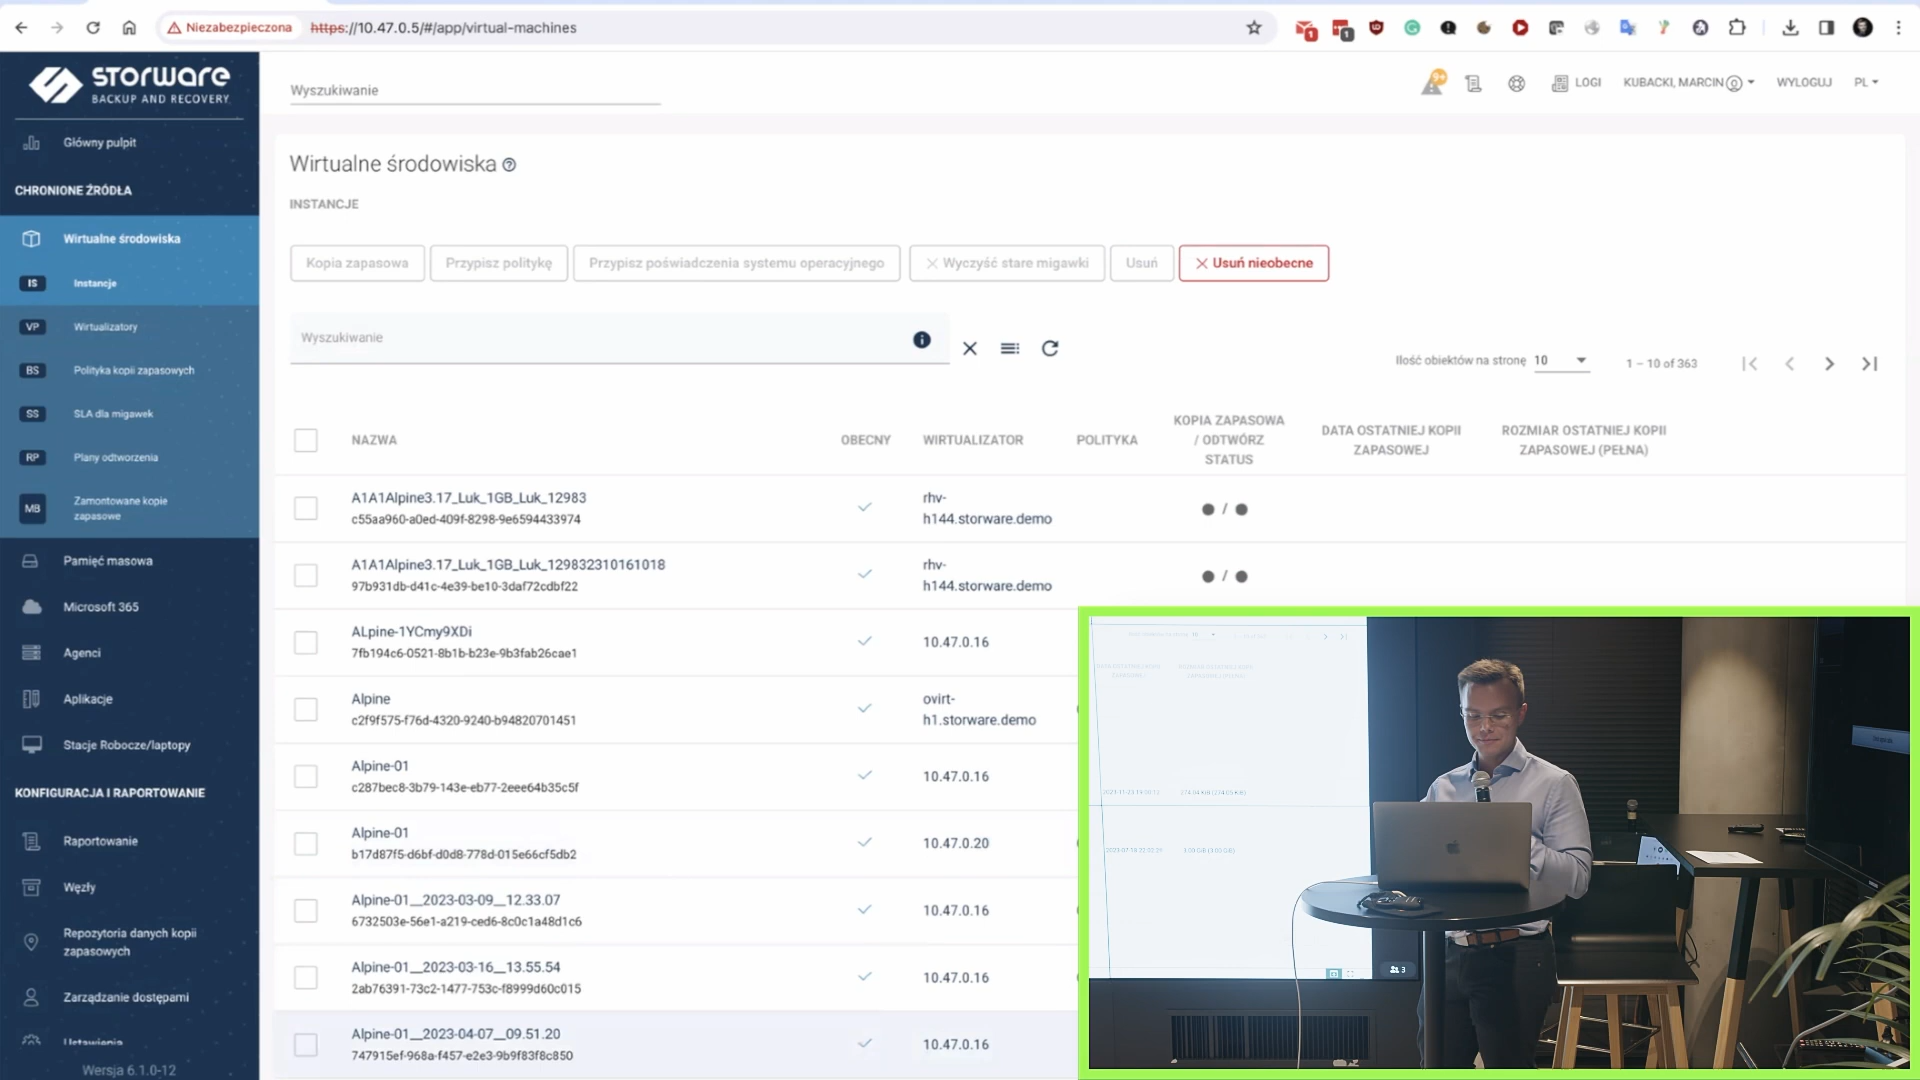 Niezabezpieczona
https://10.47.0.5/#/app/virtual-machines
1
1
STORWARE
BACKUP AND RECOVERY
Wyszukiwanie
9+
LOGI
KUBACKI, MARCIN
WYLOGUJ
PL
Główny pulpit
CHRONIONE ŹRÓDŁA
Wirtualne środowiska
IS Instancje
VP Wirtualizatory
BS Polityka kopii zapasowych
SS SLA dla migawek
RP Plany odtworzenia
MB Zamontowane kopie
zapasowe
Pamięć masowa
Microsoft 365
Agenci
Aplikacje
Stacje Robocze/laptopy
KONFIGURACJA I RAPORTOWANIE
Raportowanie
Węzły
Repozytoria danych kopii
zapasowych
Zarządzanie dostępami
Ustawienia
Wersja 6.1.0-12
Wirtualne środowiska
INSTANCJE
Kopia zapasowa
Przypisz politykę
Przypisz poświadczenia systemu operacyjnego
Wyczyść stare migawki
Usuń
Usuń nieobecne
Wyszukiwanie
Ilość obiektów na stronę 10
1 – 10 of 363
NAZWA
OBECNY
WIRTUALIZATOR
POLITYKA
KOPIA ZAPASOWA
/ ODTWÓRZ
STATUS
DATA OSTATNIEJ KOPII
ZAPASOWEJ
ROZMIAR OSTATNIEJ KOPII
ZAPASOWEJ (PEŁNA)
A1A1Alpine3.17_Luk_1GB_Luk_12983
c55aa960-a0ed-409f-8298-9e6594433974
rhv-
h144.storware.demo
/
A1A1Alpine3.17_Luk_1GB_Luk_129832310161018
97b931db-d41c-4e39-be10-3daf72cdbf22
rhv-
h144.storware.demo
/
ALpine-1YCmy9XDi
7fb194c6-0521-8b1b-b23e-9b3fab26cae1
10.47.0.16
Alpine
c2f9f575-f76d-4320-9240-b94820701451
ovirt-
h1.storware.demo
Alpine-01
c287bec8-3b79-143e-eb77-2eee64b35c5f
10.47.0.16
Alpine-01
b17d87f5-d6bf-d0d8-778d-015e66cf5db2
10.47.0.20
Alpine-01__2023-03-09__12.33.07
6732503e-56e1-a219-ced6-8c0c1a48d1c6
10.47.0.16
Alpine-01__2023-03-16__13.55.54
2ab76391-73c2-1477-753c-f8999d60c015
10.47.0.16
Alpine-01__2023-04-07__09.51.20
747915ef-968a-f457-e2e3-9b9f83f8c850
10.47.0.16
3